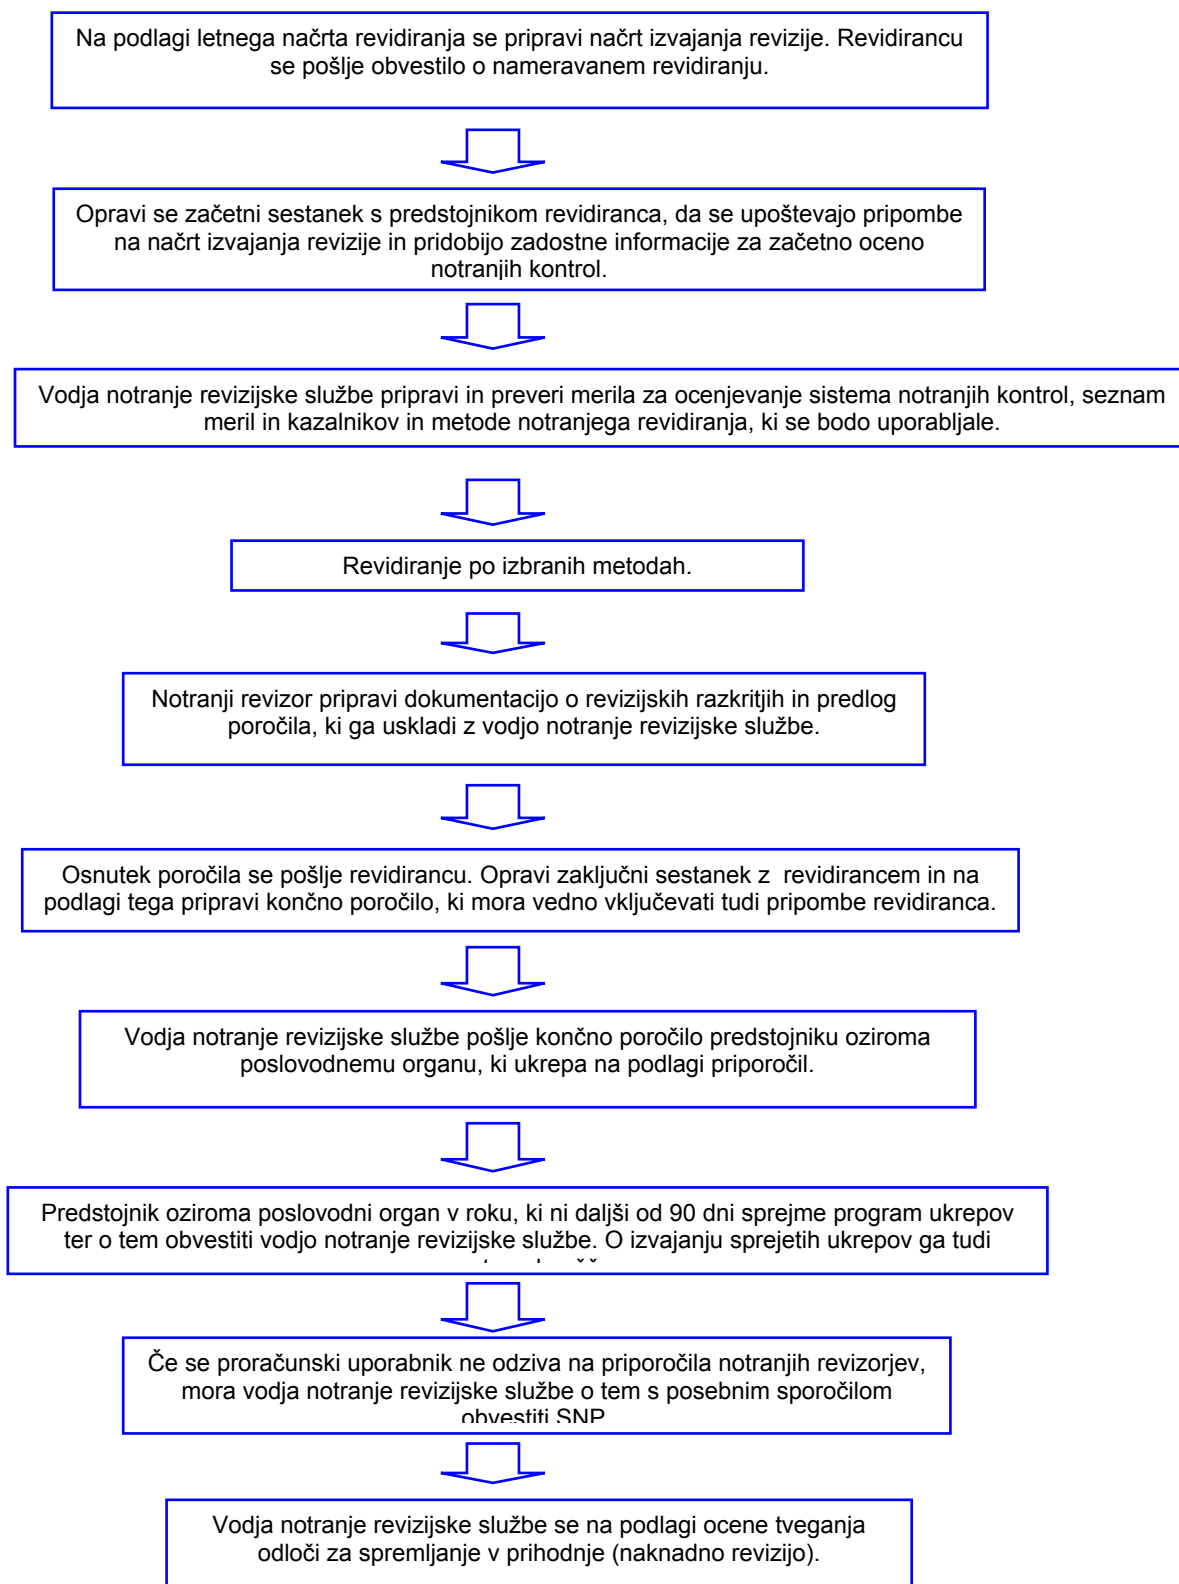 Na podlagi letnega načrta revidiranja se pripravi načrt izvajanja revizije. Revidirancu
se pošlje obvestilo o nameravanem revidiranju.
Opravi se začetni sestanek s predstojnikom revidiranca, da se upoštevajo pripombe
na načrt izvajanja revizije in pridobijo zadostne informacije za začetno oceno
notranjih kontrol.
Vodja notranje revizijske službe pripravi in preveri merila za ocenjevanje sistema notranjih kontrol, seznam
meril in kazalnikov in metode notranjega revidiranja, ki se bodo uporabljale.
Revidiranje po izbranih metodah.
Notranji revizor pripravi dokumentacijo o revizijskih razkritjih in predlog
poročila, ki ga uskladi z vodjo notranje revizijske službe.
Osnutek poročila se pošlje revidirancu. Opravi zaključni sestanek z revidirancem in na
podlagi tega pripravi končno poročilo, ki mora vedno vključevati tudi pripombe revidiranca.
Vodja notranje revizijske službe pošlje končno poročilo predstojniku oziroma
poslovodnemu organu, ki ukrepa na podlagi priporočil.
Predstojnik oziroma poslovodni organ v roku, ki ni daljši od 90 dni sprejme program ukrepov
ter o tem obvestiti vodjo notranje revizijske službe. O izvajanju sprejetih ukrepov ga tudi
Če se proračunski uporabnik ne odziva na priporočila notranjih revizorjev,
mora vodja notranje revizijske službe o tem s posebnim sporočilom
obvestiti SNP
Vodja notranje revizijske službe se na podlagi ocene tveganja
odloči za spremljanje v prihodnje (naknadno revizijo).